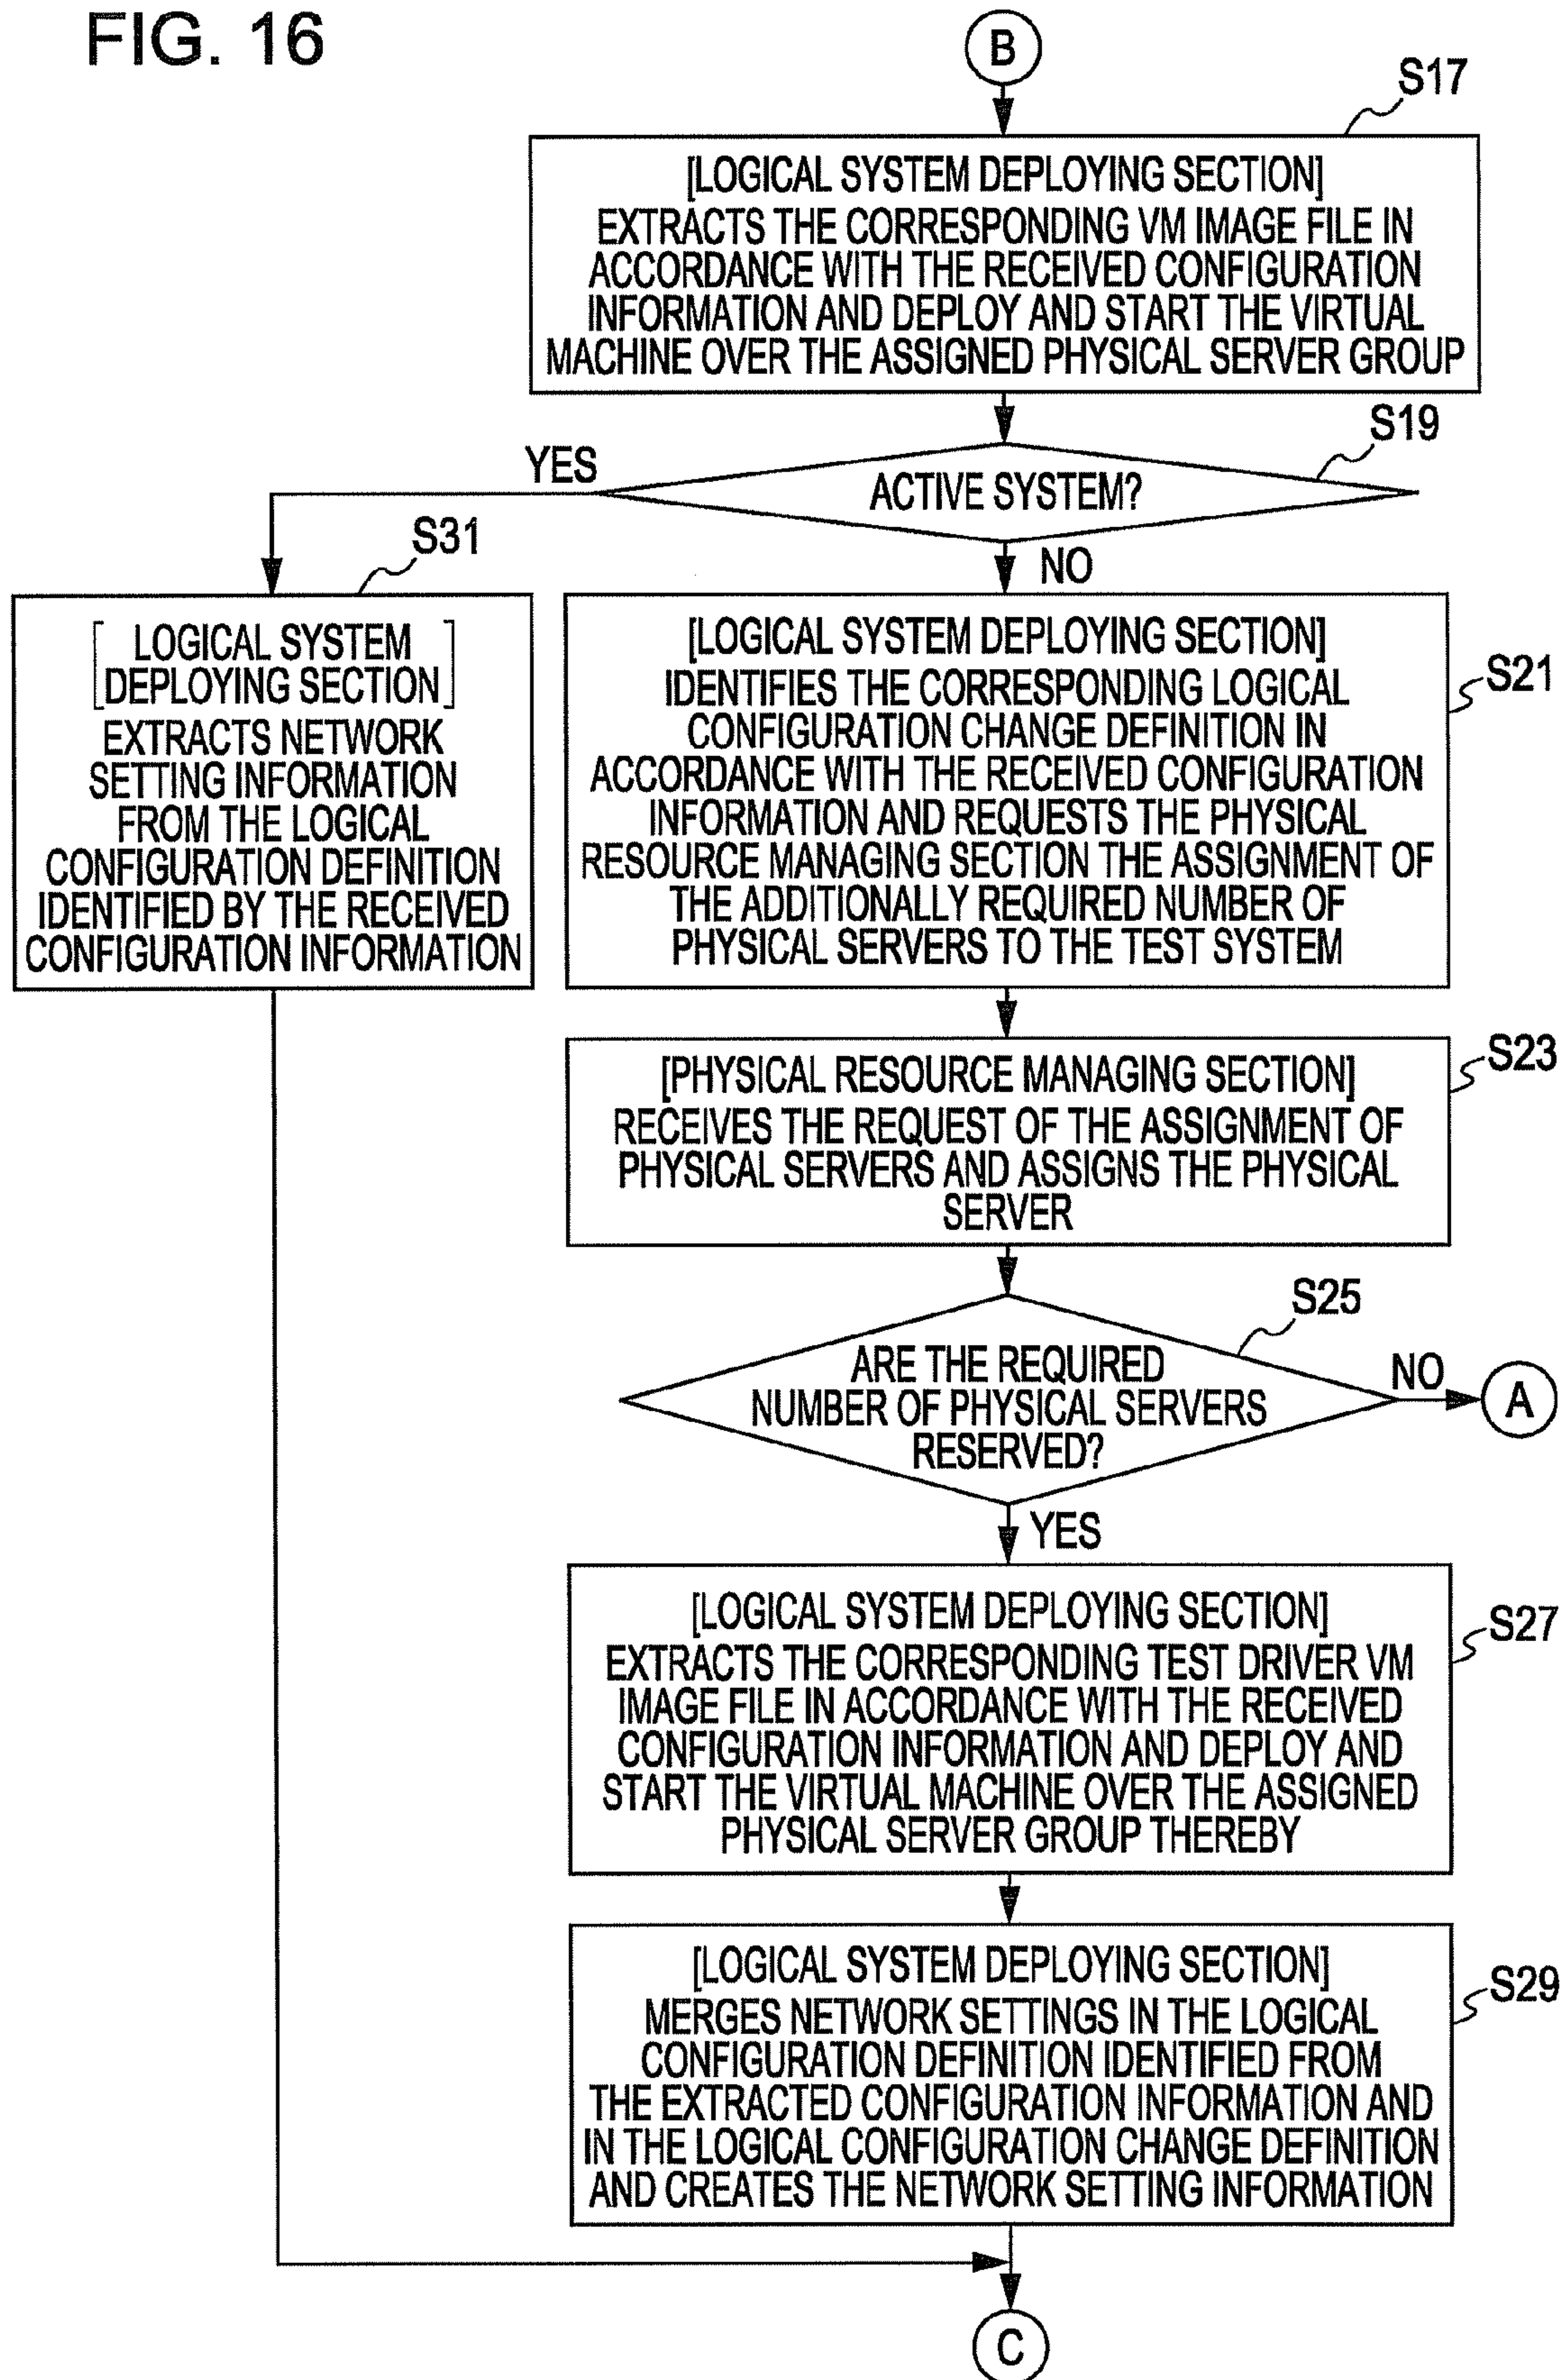 FIG. 16
B
S17
[LOGICAL SYSTEM DEPLOYING SECTION]
EXTRACTS THE CORRESPONDING VM IMAGE FILE IN
ACCORDANCE WITH THE RECEIVED CONFIGURATION
INFORMATION AND DEPLOY AND START THE VIRTUAL
MACHINE OVER THE ASSIGNED PHYSICAL SERVER GROUP
S19
YES
ACTIVE SYSTEM?
NO
S31
[LOGICAL SYSTEM
DEPLOYING SECTION]
EXTRACTS NETWORK
SETTING INFORMATION
FROM THE LOGICAL
CONFIGURATION DEFINITION
IDENTIFIED BY THE RECEIVED
CONFIGURATION INFORMATION
S21
[LOGICAL SYSTEM DEPLOYING SECTION]
IDENTIFIES THE CORRESPONDING LOGICAL
CONFIGURATION CHANGE DEFINITION IN
ACCORDANCE WITH THE RECEIVED CONFIGURATION
INFORMATION AND REQUESTS THE PHYSICAL
RESOURCE MANAGING SECTION THE ASSIGNMENT OF
THE ADDITIONALLY REQUIRED NUMBER OF
PHYSICAL SERVERS TO THE TEST SYSTEM
S23
[PHYSICAL RESOURCE MANAGING SECTION]
RECEIVES THE REQUEST OF THE ASSIGNMENT OF
PHYSICAL SERVERS AND ASSIGNS THE PHYSICAL
SERVER
S25
ARE THE REQUIRED
NUMBER OF PHYSICAL SERVERS
RESERVED?
NO
A
YES
S27
[LOGICAL SYSTEM DEPLOYING SECTION]
EXTRACTS THE CORRESPONDING TEST DRIVER VM
IMAGE FILE IN ACCORDANCE WITH THE RECEIVED
CONFIGURATION INFORMATION AND DEPLOY AND
START THE VIRTUAL MACHINE OVER THE ASSIGNED
PHYSICAL SERVER GROUP THEREBY
S29
[LOGICAL SYSTEM DEPLOYING SECTION]
MERGES NETWORK SETTINGS IN THE LOGICAL
CONFIGURATION DEFINITION IDENTIFIED FROM
THE EXTRACTED CONFIGURATION INFORMATION AND
IN THE LOGICAL CONFIGURATION CHANGE DEFINITION
AND CREATES THE NETWORK SETTING INFORMATION
C